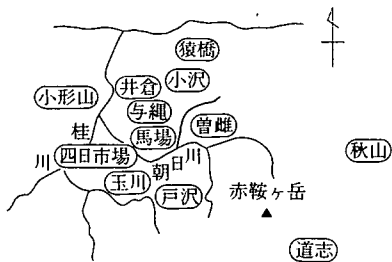 猿橋
井倉
小沢
小形山
与縄
曽雌
桂川
馬場
四日市場
朝日川
秋山
玉川
戸沢
赤鞍ヶ岳
道志